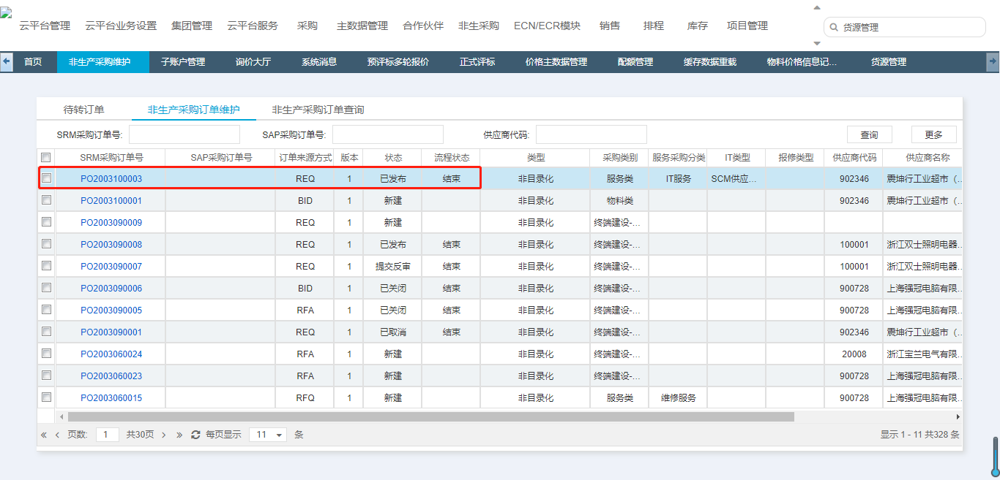 云平台管理 云平台业务设置 集团管理 云平台服务 采购 主数据管理 合作伙伴 非生采购 ECN/ECR模块 销售 排程 库存 项目管理 货源管理
首页 非生产采购维护 子账户管理 询价大厅 系统消息 预评标多轮报价 正式评标 价格主数据管理 配额管理 缓存数据重载 物料价格信息记... 货源管理
待转订单 非生产采购订单维护 非生产采购订单查询
SRM采购订单号: SAP采购订单号: 供应商代码: 查询 更多
SRM采购订单号 SAP采购订单号 订单来源方式 版本 状态 流程状态 类型 采购类别 服务采购分类 IT类型 报修类型 供应商代码 供应商名称
PO2003100003 REQ 1 已发布 结束 非目录化 服务类 IT服务 SCM供应... 902346 震坤行工业超市（...
PO2003100001 BID 1 新建 非目录化 物料类 902346 震坤行工业超市（...
PO2003090009 REQ 1 新建 非目录化 终端建设-...
PO2003090008 REQ 1 已发布 结束 非目录化 终端建设-... 100001 浙江双士照明电器...
PO2003090007 REQ 1 提交反审 结束 非目录化 终端建设-... 100001 浙江双士照明电器...
PO2003090006 BID 1 已关闭 结束 非目录化 终端建设-... 900728 上海强冠电脑有限...
PO2003090005 RFA 1 已关闭 结束 非目录化 终端建设-... 900728 上海强冠电脑有限...
PO2003090001 REQ 1 已取消 结束 非目录化 终端建设-... 902346 震坤行工业超市（...
PO2003060024 RFA 1 新建 非目录化 终端建设-... 20008 浙江宝兰电气有限...
PO2003060023 RFA 1 新建 非目录化 终端建设-... 900728 上海强冠电脑有限...
PO2003060015 RFQ 1 新建 非目录化 服务类 维修服务 900728 上海强冠电脑有限...
页数: 1 共30页 每页显示 11 条 显示 1 - 11 共328 条